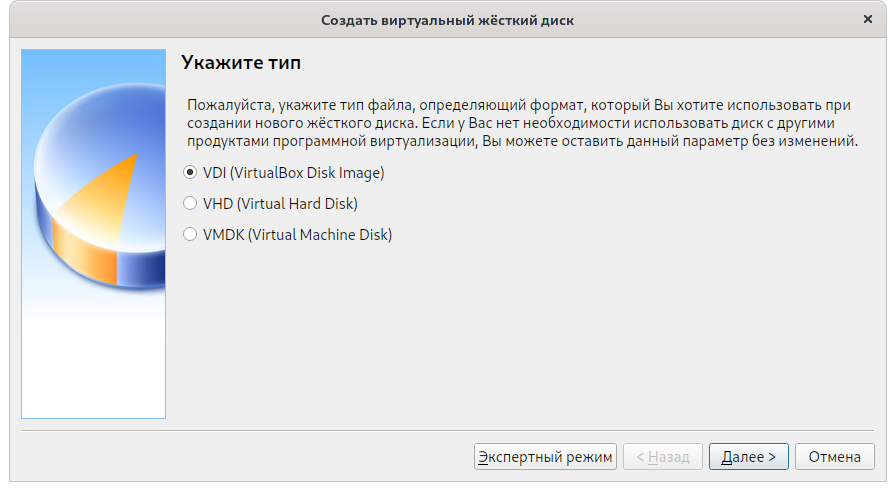 Создать виртуальный жёсткий диск
Укажите тип
Пожалуйста, укажите тип файла, определяющий формат, который Вы хотите использовать при
создании нового жёсткого диска. Если у Вас нет необходимости использовать диск с другими
продуктами программной виртуализации, Вы можете оставить данный параметр без изменений.
VDI (VirtualBox Disk Image)
VHD (Virtual Hard Disk)
VMDK (Virtual Machine Disk)
Экспертный режим < Назад Далее > Отмена